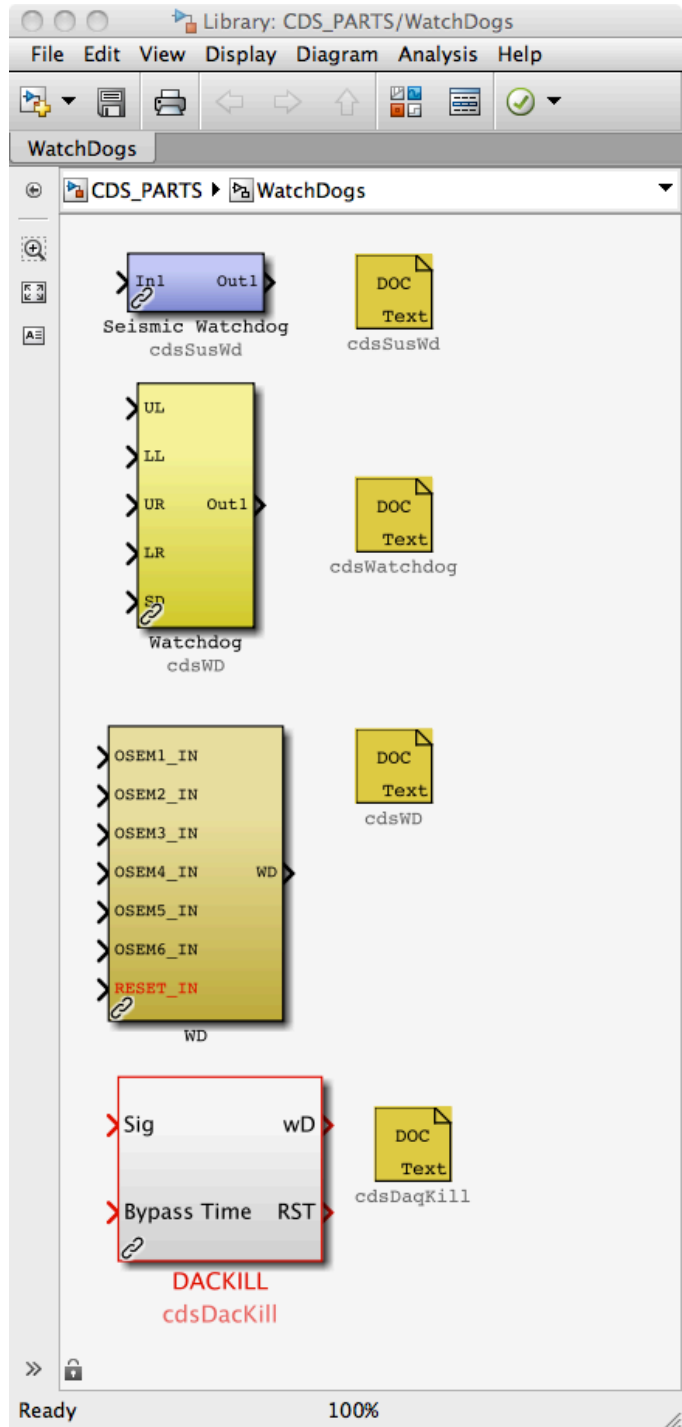 Library: CDS_PARTS/WatchDogs
File Edit View Display Diagram Analysis Help
WatchDogs
CDS_PARTS WatchDogs
In1 Out1
Seismic Watchdog
cdsSusWd
DOC
Text
cdsSusWd
UL
LL
UR Out1
LR
SD
Watchdog
cdsWD
DOC
Text
cdsWatchdog
OSEM1_IN
OSEM2_IN
OSEM3_IN
OSEM4_IN WD
OSEM5_IN
OSEM6_IN
RESET_IN
WD
DOC
Text
cdsWD
Sig wD
Bypass Time RST
DACKILL
cdsDacKill
DOC
Text
cdsDaqKill
Ready 100%